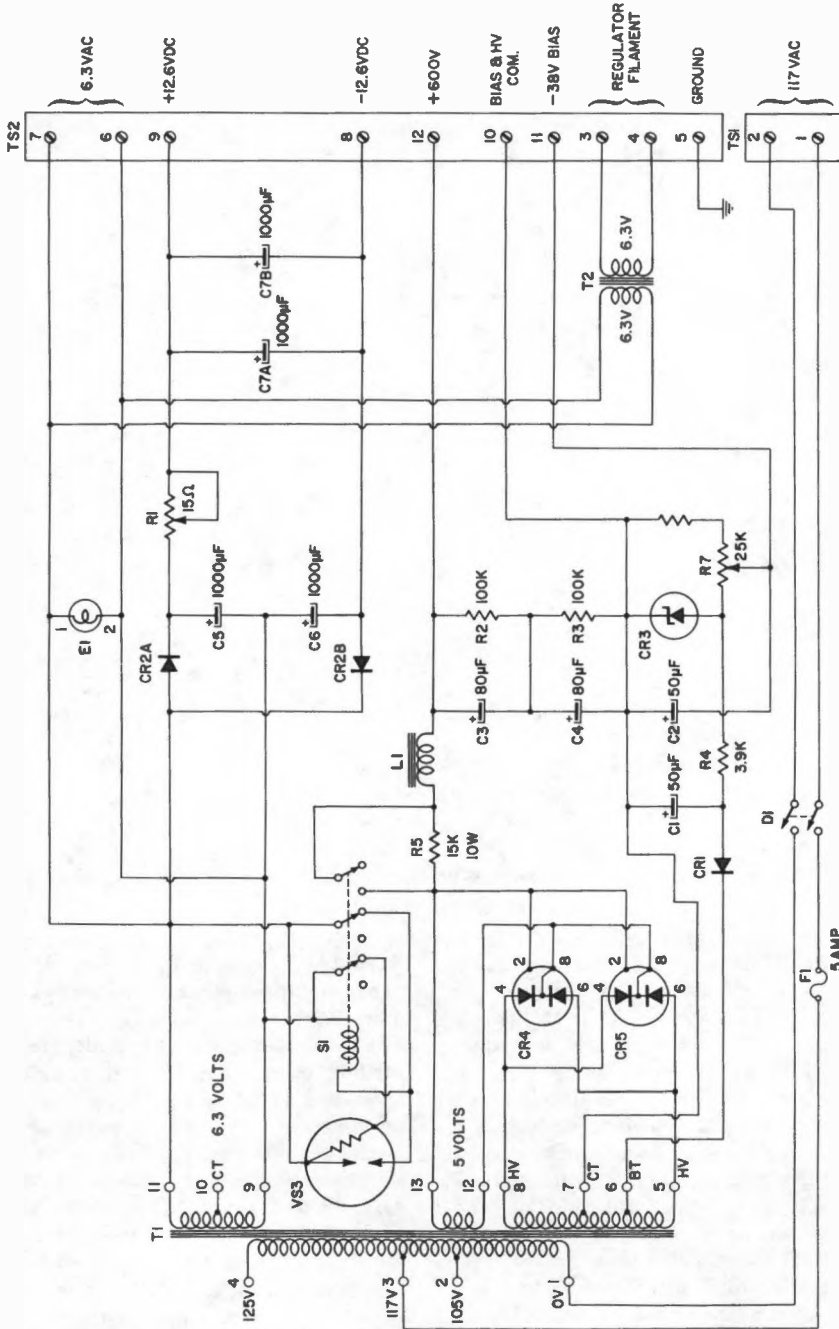 TS2
7
6
9
8
12
10
11
3
4
5
TS1
2
1
6.3VAC
+12.6VDC
-12.6VDC
+600V
BIAS & HV
COM.
-38V BIAS
REGULATOR
FILAMENT
GROUND
117VAC
C7A
+
1000µF
C7B
+
1000µF
T2
6.3V
6.3V
R1
15Ω
1
2
E1
CR2A
C5
+
1000µF
C6
+
1000µF
CR2B
L1
C3
+
80µF
C4
+
80µF
R2
100K
R3
100K
CR3
R7
25K
C1
+
50µF
C2
+
50µF
R4
3.9K
CR1
R5
15K
10W
D1
F1
5 AMP
S1
VS3
CR4
4
2
8
6
CR5
4
2
8
6
T1
11
10
CT
9
6.3 VOLTS
13
12
5 VOLTS
8
HV
7
CT
6
BT
5
HV
125V 4
117V 3
105V 2
0V 1